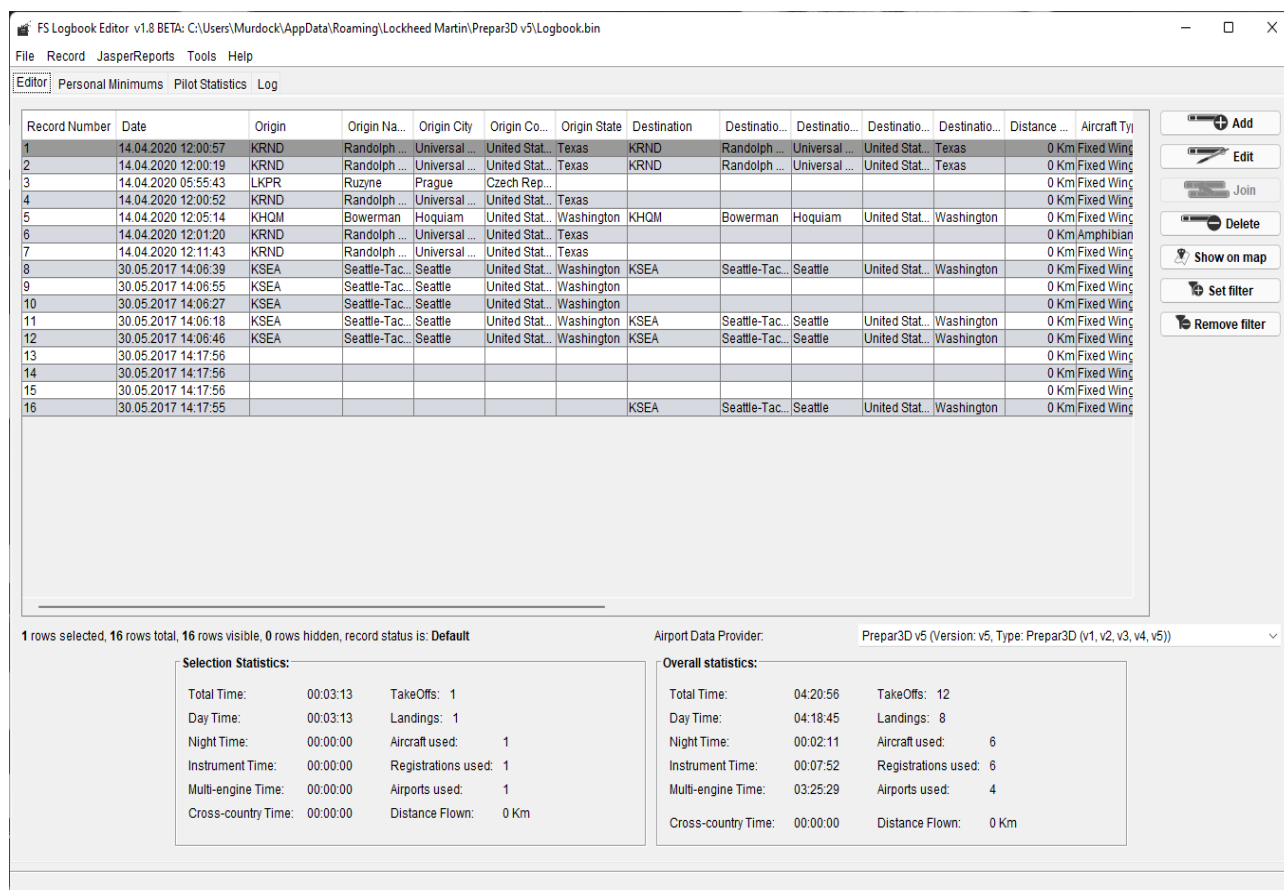 FS Logbook Editor v1.8 BETA: C:\Users\Murdock\AppData\Roaming\Lockheed Martin\Prepar3D v5\Logbook.bin
File Record JasperReports Tools Help
Editor Personal Minimums Pilot Statistics Log
Record Number Date Origin Origin Na... Origin City Origin Co... Origin State Destination Destinatio... Destinatio... Destinatio... Destinatio... Distance ... Aircraft Ty
1 14.04.2020 12:00:57 KRND Randolph ... Universal ... United Stat... Texas KRND Randolph ... Universal ... United Stat... Texas 0 Km Fixed Wing
2 14.04.2020 12:00:19 KRND Randolph ... Universal ... United Stat... Texas KRND Randolph ... Universal ... United Stat... Texas 0 Km Fixed Wing
3 14.04.2020 05:55:43 LKPR Ruzyne Prague Czech Rep... 0 Km Fixed Wing
4 14.04.2020 12:00:52 KRND Randolph ... Universal ... United Stat... Texas 0 Km Fixed Wing
5 14.04.2020 12:05:14 KHQM Bowerman Hoquiam United Stat... Washington KHQM Bowerman Hoquiam United Stat... Washington 0 Km Fixed Wing
6 14.04.2020 12:01:20 KRND Randolph ... Universal ... United Stat... Texas 0 Km Amphibian
7 14.04.2020 12:11:43 KRND Randolph ... Universal ... United Stat... Texas 0 Km Fixed Wing
8 30.05.2017 14:06:39 KSEA Seattle-Tac... Seattle United Stat... Washington KSEA Seattle-Tac... Seattle United Stat... Washington 0 Km Fixed Wing
9 30.05.2017 14:06:55 KSEA Seattle-Tac... Seattle United Stat... Washington 0 Km Fixed Wing
10 30.05.2017 14:06:27 KSEA Seattle-Tac... Seattle United Stat... Washington 0 Km Fixed Wing
11 30.05.2017 14:06:18 KSEA Seattle-Tac... Seattle United Stat... Washington KSEA Seattle-Tac... Seattle United Stat... Washington 0 Km Fixed Wing
12 30.05.2017 14:06:46 KSEA Seattle-Tac... Seattle United Stat... Washington KSEA Seattle-Tac... Seattle United Stat... Washington 0 Km Fixed Wing
13 30.05.2017 14:17:56 0 Km Fixed Wing
14 30.05.2017 14:17:56 0 Km Fixed Wing
15 30.05.2017 14:17:56 0 Km Fixed Wing
16 30.05.2017 14:17:55 KSEA Seattle-Tac... Seattle United Stat... Washington 0 Km Fixed Wing
Add
Edit
Join
Delete
Show on map
Set filter
Remove filter
1 rows selected, 16 rows total, 16 rows visible, 0 rows hidden, record status is: Default
Airport Data Provider: Prepar3D v5 (Version: v5, Type: Prepar3D (v1, v2, v3, v4, v5))
Selection Statistics:
Total Time: 00:03:13 TakeOffs: 1
Day Time: 00:03:13 Landings: 1
Night Time: 00:00:00 Aircraft used: 1
Instrument Time: 00:00:00 Registrations used: 1
Multi-engine Time: 00:00:00 Airports used: 1
Cross-country Time: 00:00:00 Distance Flown: 0 Km
Overall statistics:
Total Time: 04:20:56 TakeOffs: 12
Day Time: 04:18:45 Landings: 8
Night Time: 00:02:11 Aircraft used: 6
Instrument Time: 00:07:52 Registrations used: 6
Multi-engine Time: 03:25:29 Airports used: 4
Cross-country Time: 00:00:00 Distance Flown: 0 Km